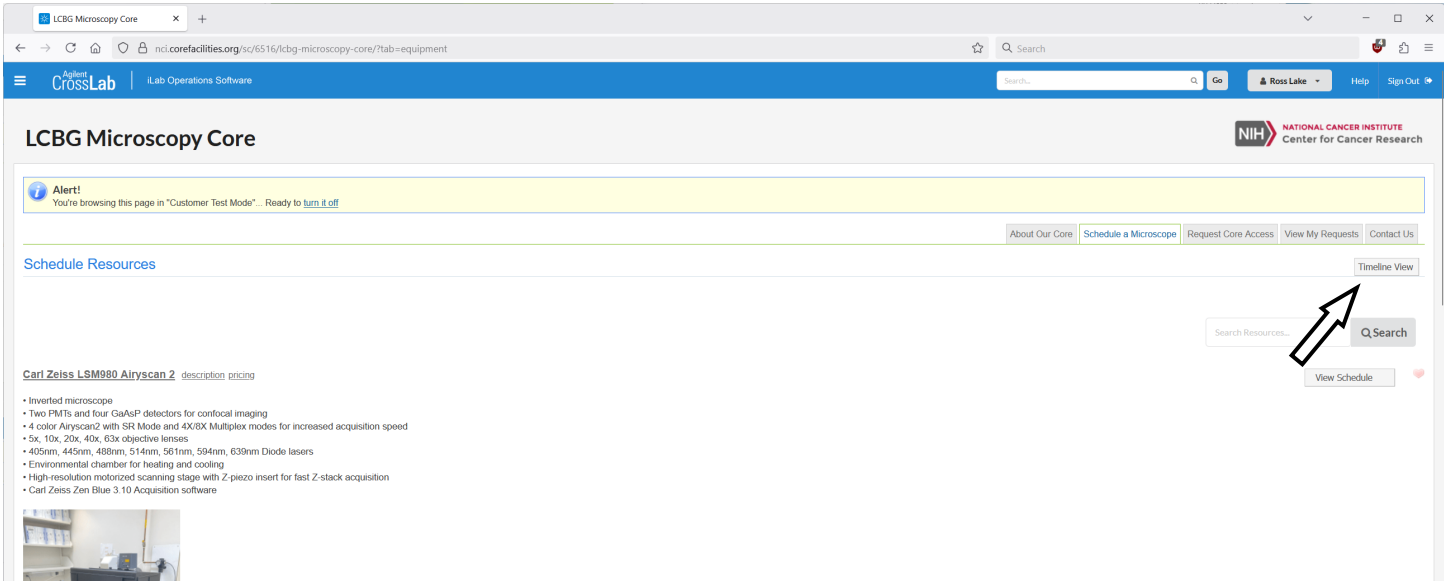 LCBG Microscopy Core
nci.corefacilities.org/sc/6516/lcbg-microscopy-core/?tab=equipment
Search
4
Agilent
CrossLab
iLab Operations Software
Search...
Go
Ross Lake
Help
Sign Out
LCBG Microscopy Core
NIH
NATIONAL CANCER INSTITUTE
Center for Cancer Research
Alert!
You're browsing this page in "Customer Test Mode"... Ready to turn it off
About Our Core
Schedule a Microscope
Request Core Access
View My Requests
Contact Us
Schedule Resources
Timeline View
Search Resources...
Search
Carl Zeiss LSM980 Airyscan 2 description pricing
View Schedule
• Inverted microscope
• Two PMTs and four GaAsP detectors for confocal imaging
• 4 color Airyscan2 with SR Mode and 4X/8X Multiplex modes for increased acquisition speed
• 5x, 10x, 20x, 40x, 63x objective lenses
• 405nm, 445nm, 488nm, 514nm, 561nm, 594nm, 639nm Diode lasers
• Environmental chamber for heating and cooling
• High-resolution motorized scanning stage with Z-piezo insert for fast Z-stack acquisition
• Carl Zeiss Zen Blue 3.10 Acquisition software